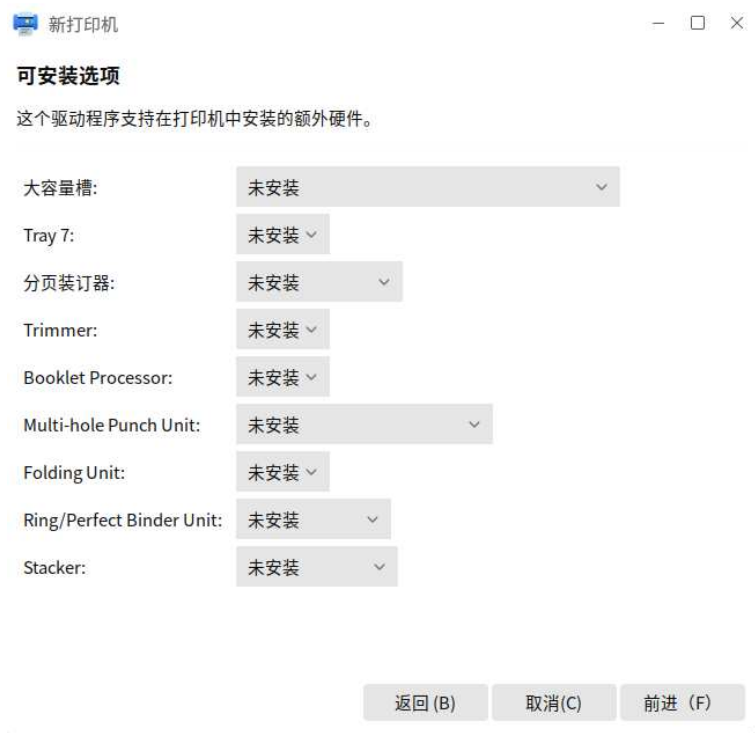 新打印机
可安装选项
这个驱动程序支持在打印机中安装的额外硬件。
大容量槽: 未安装
Tray 7: 未安装
分页装订器: 未安装
Trimmer: 未安装
Booklet Processor: 未安装
Multi-hole Punch Unit: 未安装
Folding Unit: 未安装
Ring/Perfect Binder Unit: 未安装
Stacker: 未安装
返回 (B) 取消(C) 前进（F）